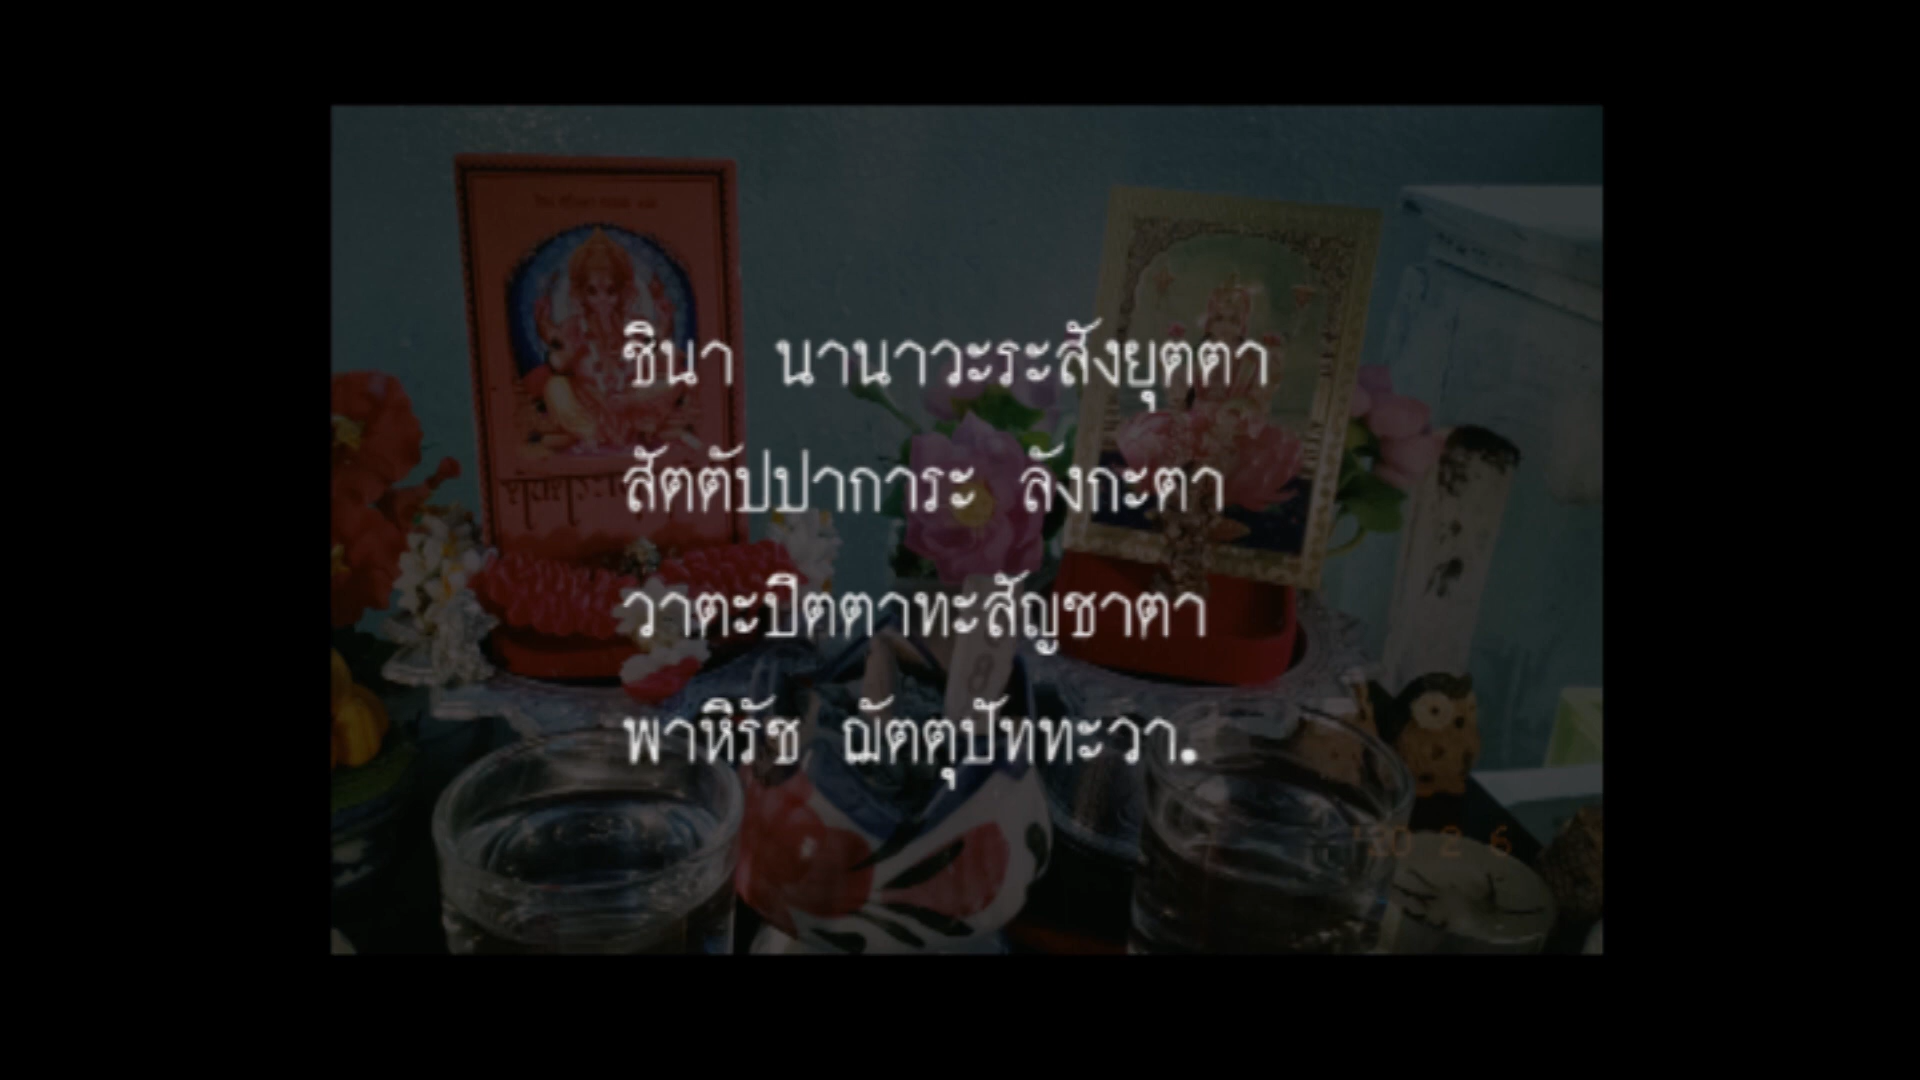 ชินา นานาวะระสังยุตตา
สัตตัปปาการะ ลังกะตา
วาตะปิตตาทะสัญชาตา
พาหิรัช ฌัตตุปัททะวา.
'10 2 6